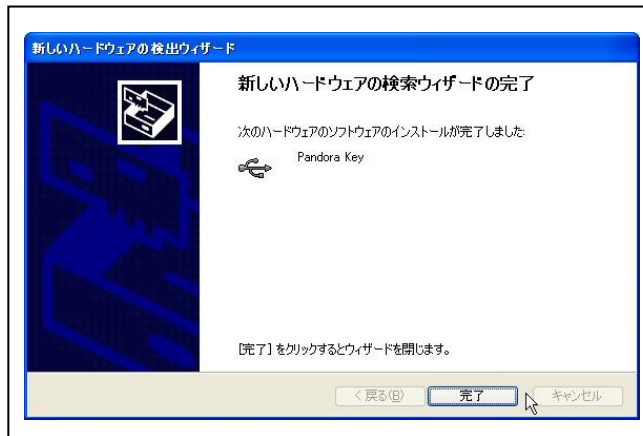 新しいハードウェアの検出ウィザード
新しいハードウェアの検索ウィザードの完了
次のハードウェアのソフトウェアのインストールが完了しました:
Pandora Key
[完了] をクリックするとウィザードを閉じます。
< 戻る(B)
完了
キャンセル